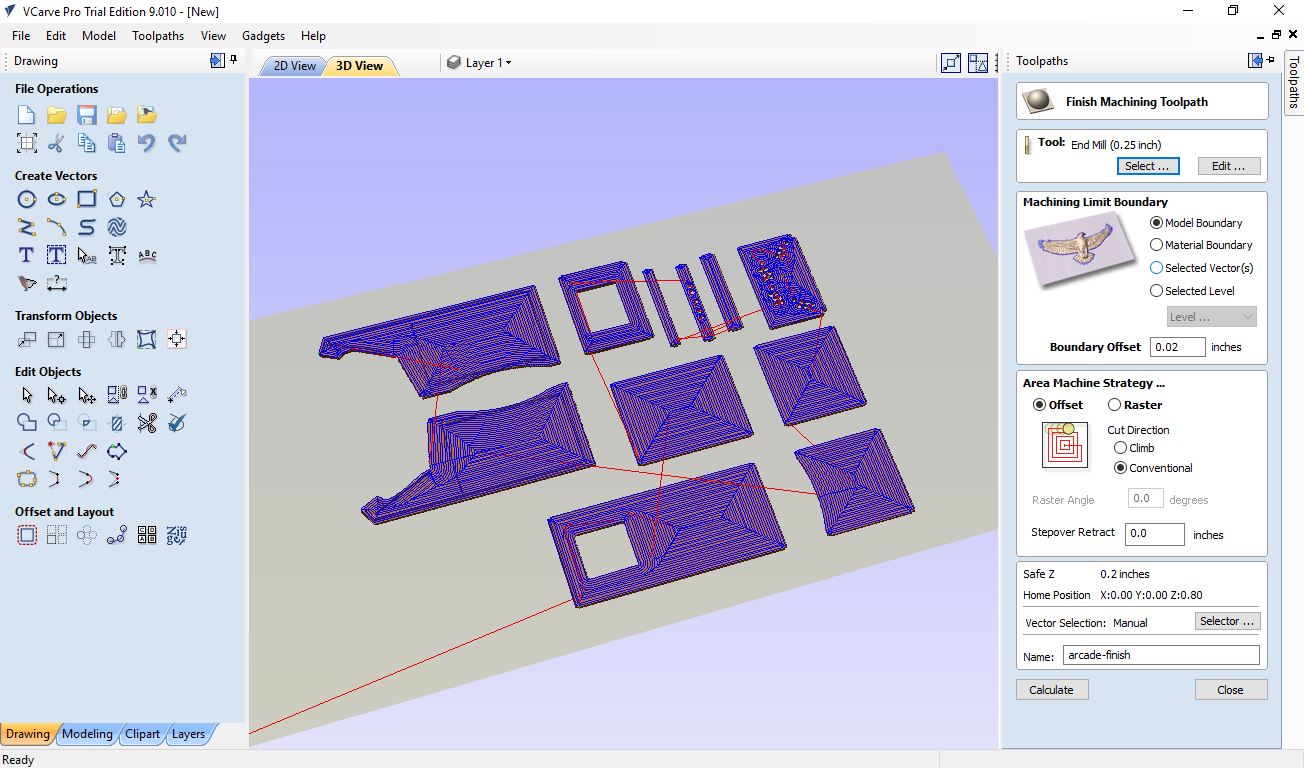 VCarve Pro Trial Edition 9.010 - [New]
File Edit Model Toolpaths View Gadgets Help
Drawing
2D View 3D View Layer 1
Toolpaths
Toolpaths
File Operations
Create Vectors
Transform Objects
Edit Objects
Offset and Layout
Drawing Modeling Clipart Layers
Ready
Finish Machining Toolpath
Tool: End Mill (0.25 inch)
Select ... Edit ...
Machining Limit Boundary
Model Boundary
Material Boundary
Selected Vector(s)
Selected Level
Level ...
Boundary Offset 0.02 inches
Area Machine Strategy ...
Offset Raster
Cut Direction
Climb
Conventional
Raster Angle 0.0 degrees
Stepover Retract 0.0 inches
Safe Z 0.2 inches
Home Position X:0.00 Y:0.00 Z:0.80
Vector Selection: Manual Selector ...
Name: arcade-finish
Calculate Close